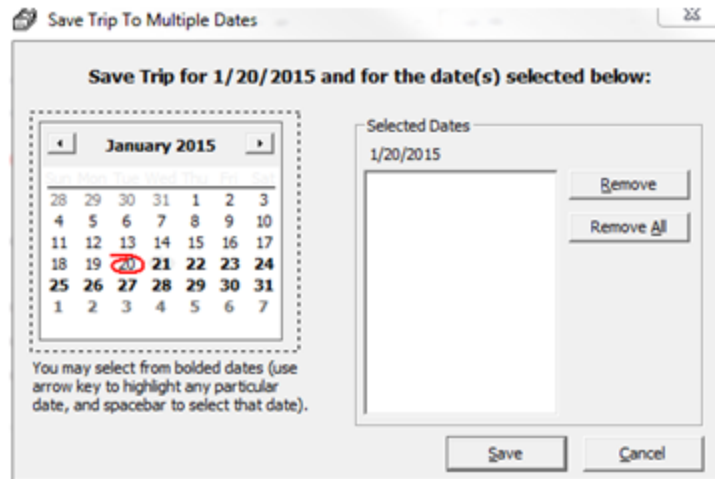 Save Trip To Multiple Dates
Save Trip for 1/20/2015 and for the date(s) selected below:
January 2015
Sun Mon Tue Wed Thu Fri Sat
28 29 30 31 1 2 3
4 5 6 7 8 9 10
11 12 13 14 15 16 17
18 19 20 21 22 23 24
25 26 27 28 29 30 31
1 2 3 4 5 6 7
You may select from bolded dates (use
arrow key to highlight any particular
date, and spacebar to select that date).
Selected Dates
1/20/2015
Remove
Remove All
Save
Cancel